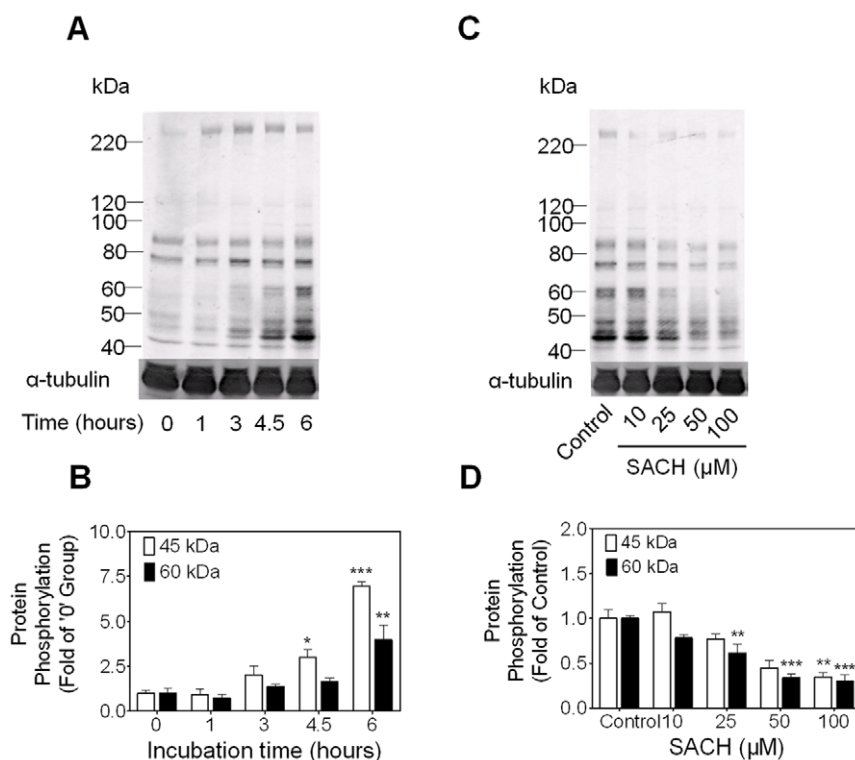 A
kDa
220
120
100
80
60
50
40
α-tubulin
Time (hours) 0 1 3 4.5 6
C
kDa
220
120
100
80
60
50
40
α-tubulin
Control 10 25 50 100
SACH (μM)
B
Protein
Phosphorylation
(Fold of '0' Group)
10.0
7.5
5.0
2.5
0.0
45 kDa
60 kDa
*
***
**
0 1 3 4.5 6
Incubation time (hours)
D
Protein
Phosphorylation
(Fold of Control)
2.0
1.5
1.0
0.5
0.0
45 kDa
60 kDa
**
***
**
***
Control 10 25 50 100
SACH (μM)